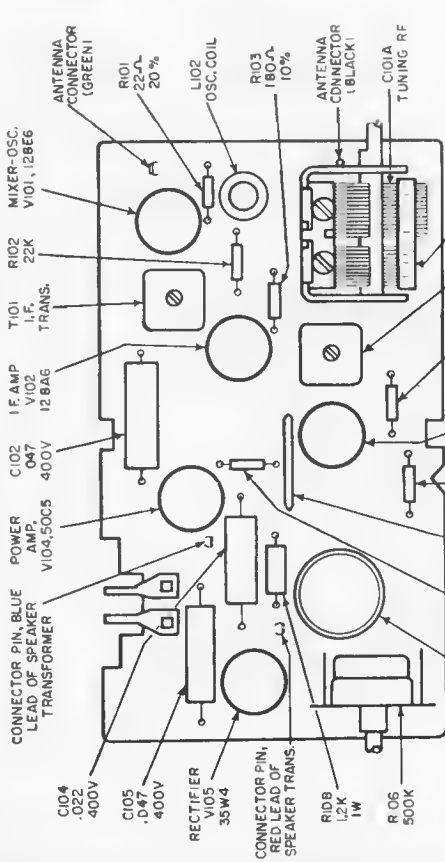 CONNECTOR PIN, BLUE
LEAD OF SPEAKER
TRANSFORMER
POWER
AMP.
V104,50C5
C102
047
400V
I F. AMP
V102
12BA6
T101
I.F.
TRANS.
R102
22K
MIXER-OSC.
V101, 12BE6
ANTENNA
CONNECTOR
(GREEN)
R101
22Ω
20%
L102
OSC. COIL
R103
180Ω
10%
ANTENNA
CONNECTOR
(BLACK)
C101A
TUNING RF
C104
.022
400V
C105
.047
400V
RECTIFIER
V105
35W4
CONNECTOR PIN,
RED LEAD OF
SPEAKER TRANS.
R108
1.2K
1W
R106
500K